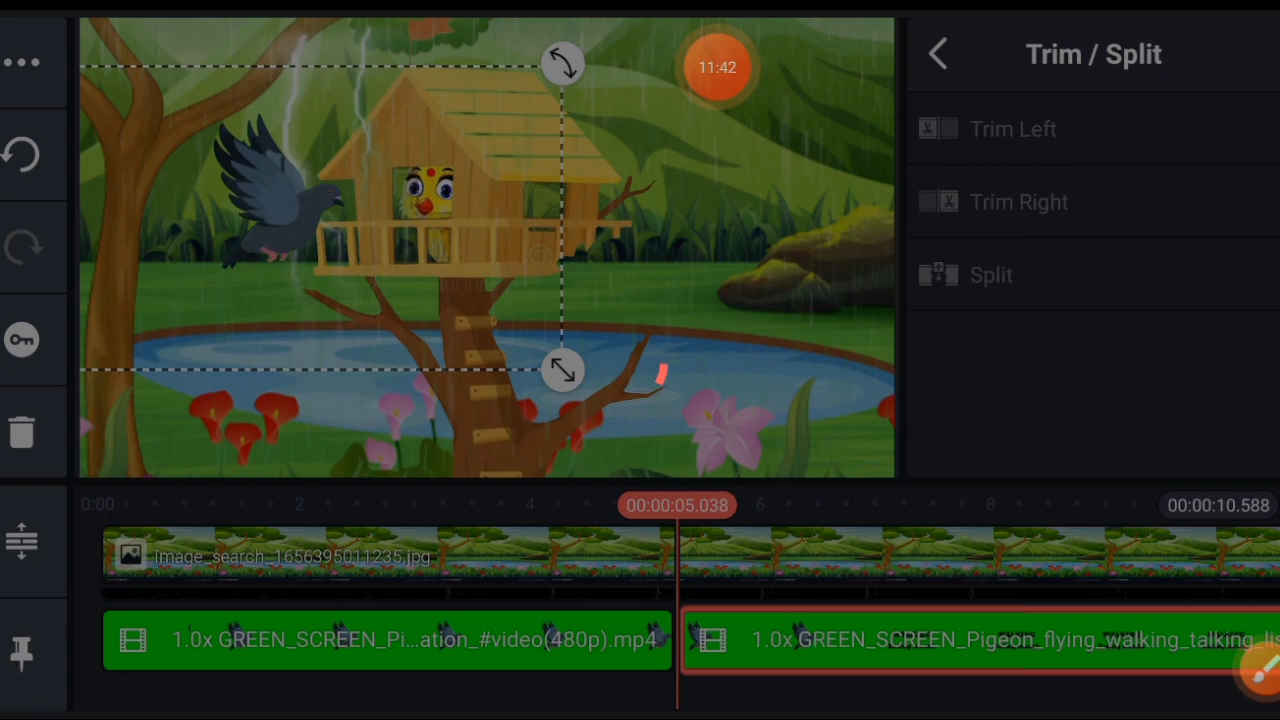 11:42
Trim / Split
Trim Left
Trim Right
Split
0:00
2
4
00:00:05.038
6
8
00:00:10.588
image_search_1656395011235.jpg
1.0x GREEN_SCREEN_Pi...ation_#video(480p).mp4
1.0x GREEN_SCREEN_Pigeon_flying_walking_talking_lis